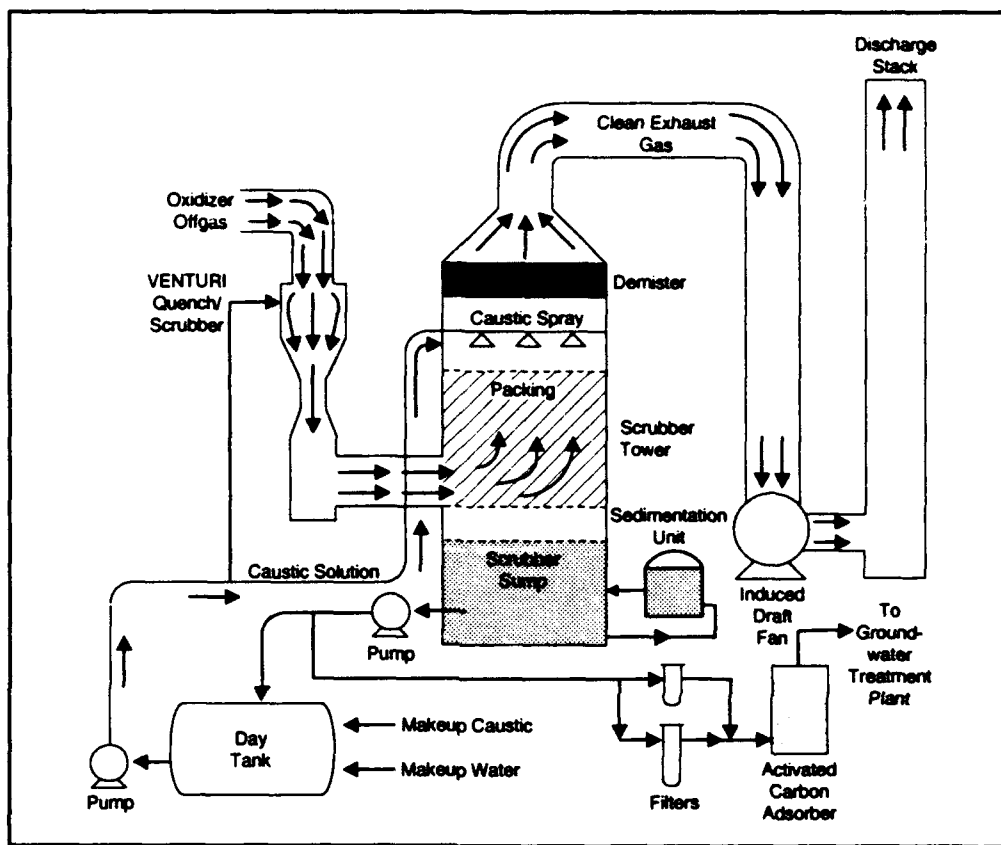 Discharge
Stack
Clean Exhaust
Gas
Oxidizer
Offgas
VENTURI
Quench/
Scrubber
Demister
Caustic Spray
Packing
Scrubber
Tower
Sedimentation
Unit
Scrubber
Sump
Caustic Solution
Induced
Draft
Fan
To
Ground-
water
Treatment
Plant
Pump
Day
Tank
Makeup Caustic
Makeup Water
Pump
Filters
Activated
Carbon
Adsorber